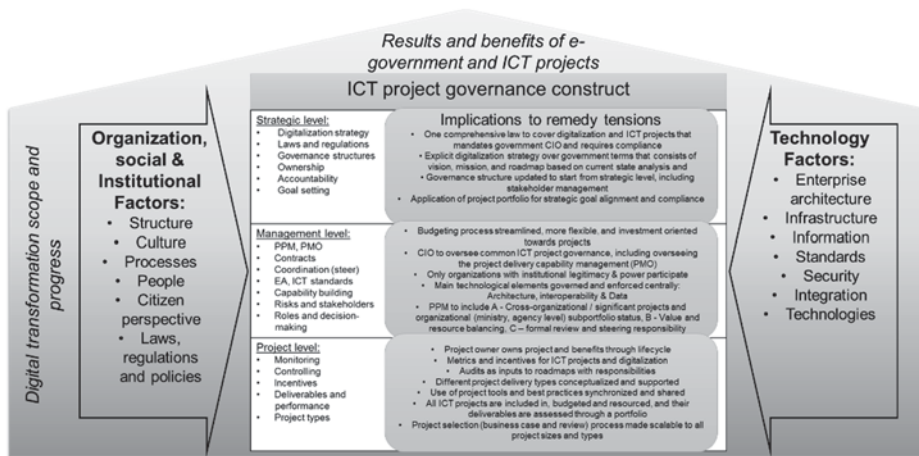 Results and benefits of e-
government and ICT projects
ICT project governance construct
Digital transformation scope and
progress
Organization,
social &
Institutional
Factors:
• Structure
• Culture
• Processes
• People
• Citizen
perspective
• Laws,
regulations
and policies
Strategic level:
• Digitalization strategy
• Laws and regulations
• Governance structures
• Ownership
• Accountability
• Goal setting
Implications to remedy tensions
• One comprehensive law to cover digitalization and ICT projects that
mandates government CIO and requires compliance
• Explicit digitalization strategy over government terms that consists of
vision, mission, and roadmap based on current state analysis and
• Governance structure updated to start from strategic level, including
stakeholder management
• Application of project portfolio for strategic goal alignment and compliance
Management level:
• PPM, PMO
• Contracts
• Coordination (steer)
• EA, ICT standards
• Capability building
• Risks and stakeholders
• Roles and decision-
making
• Budgeting process streamlined, more flexible, and investment oriented
towards projects
• CIO to oversee common ICT project governance, including overseeing
the project delivery capability management (PMO)
• Only organizations with institutional legitimacy & power participate
• Main technological elements governed and enforced centrally:
Architecture, interoperability & Data
• PPM to include A - Cross-organizational / significant projects and
organizational (ministry, agency level) subportfolio status, B - Value and
resource balancing, C – formal review and steering responsibility
Project level:
• Monitoring
• Controlling
• Incentives
• Deliverables and
performance
• Project types
• Project owner owns project and benefits through lifecycle
• Metrics and incentives for ICT projects and digitalization
• Audits as inputs to roadmaps with responsibilities
• Different project delivery types conceptualized and supported
• Use of project tools and best practices synchronized and shared
• All ICT projects are included in, budgeted and resourced, and their
deliverables are assessed through a portfolio
• Project selection (business case and review) process made scalable to all
project sizes and types
Technology
Factors:
• Enterprise
architecture
• Infrastructure
• Information
• Standards
• Security
• Integration
• Technologies